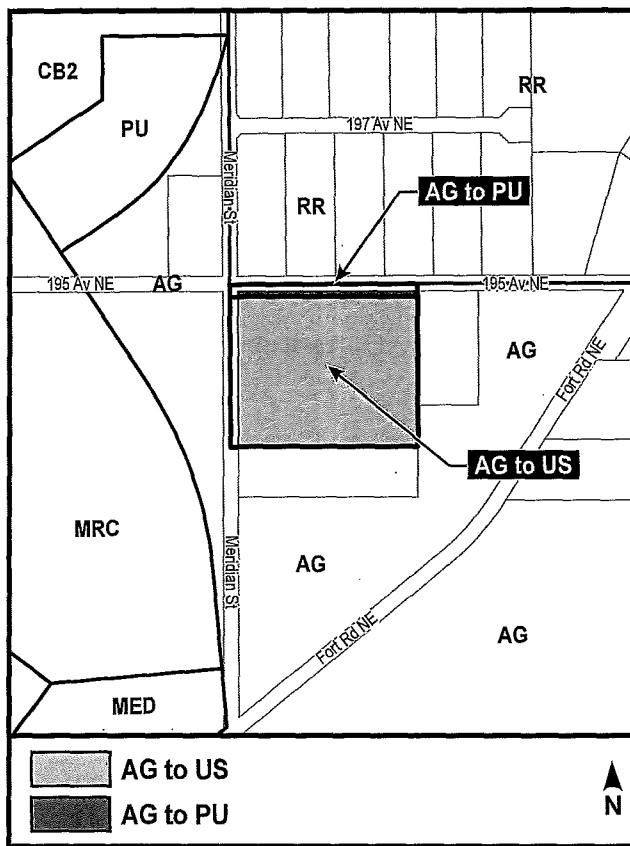 CB2
PU
RR
197 Av NE
Meridian St
RR
AG to PU
195 Av NE
AG
195 Av NE
AG
Fort Rd NE
AG to US
MRC
Meridian St
AG
Fort Rd NE
AG
MED
AG to US
AG to PU
N